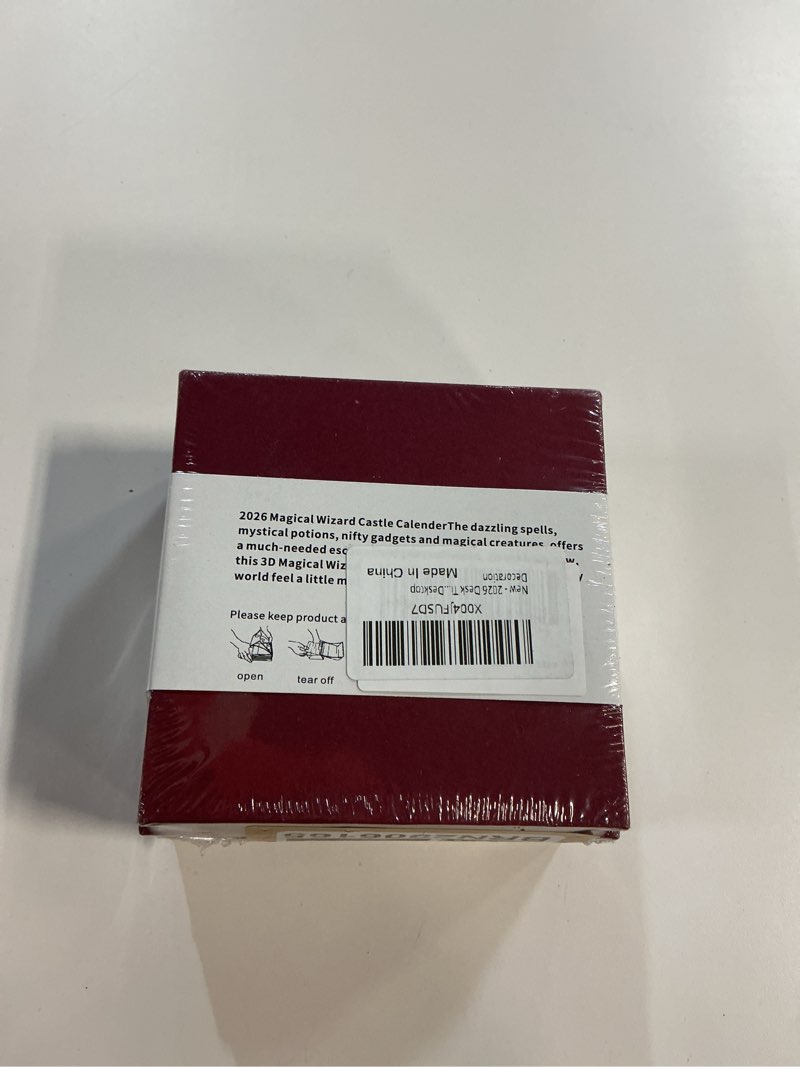 2026 Magical Wizard Castle CalenderThe dazzling spells,
mystical potions, nifty gadgets and magical creatures, offers
a much-needed
this 3D Magical
world feel a little
Please keep product
open
tear off
X004JFUSD7
New - 2026 Desk Ti...Desktop
Decoration
Made In China